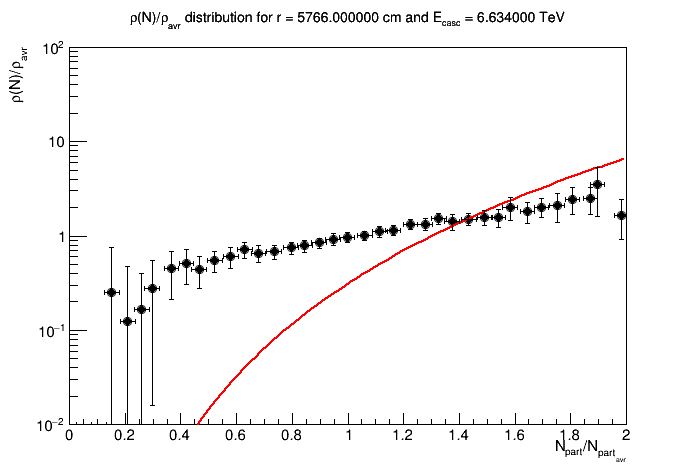 ρ(N)/ρavr distribution for r = 5766.000000 cm and Ecasc = 6.634000 TeV
ρ(N)/ρavr
10²
10
1
10⁻¹
10⁻²
0 0.2 0.4 0.6 0.8 1 1.2 1.4 1.6 1.8 2
Npart/Npartavr